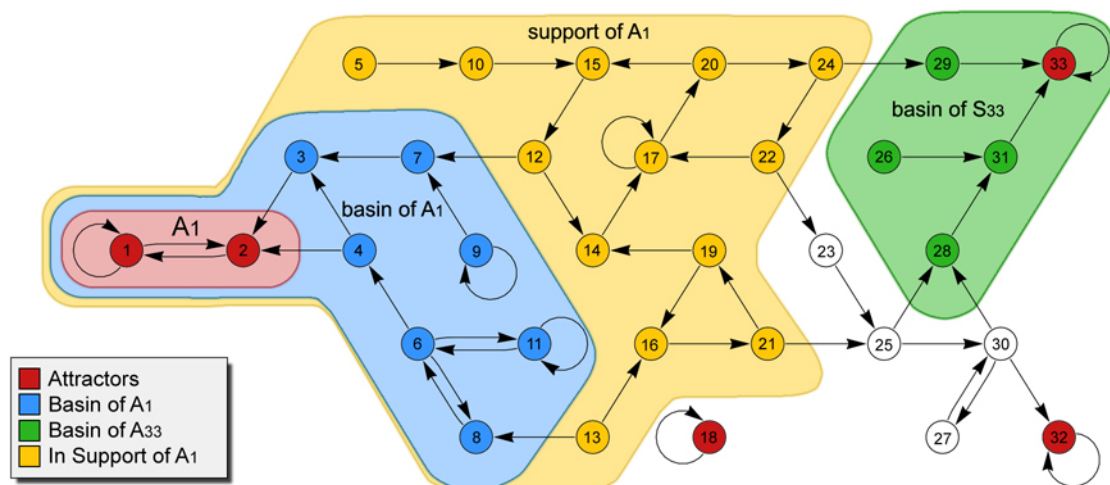 support of A1
5 10 15 20 24 29 33
basin of S33
3 7 12 17 22 26 31
basin of A1
A1
1 2 4 9 14 19 23 28
6 11 16 21 25 30
8 13 18 27 32
Attractors
Basin of A1
Basin of A33
In Support of A1